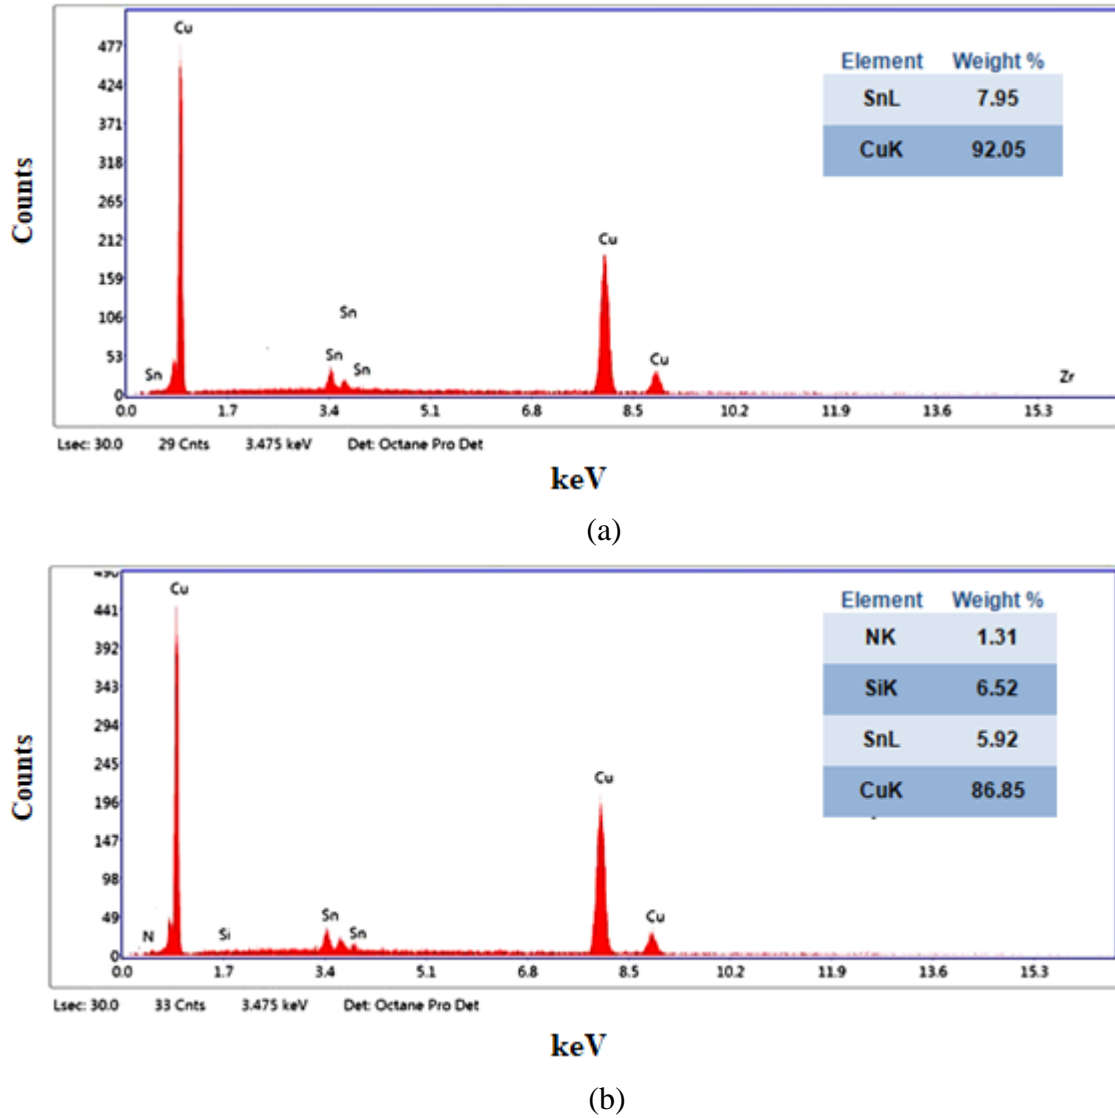 Cu
477
424
371
318
265
212
159
106
53
0
Counts
Element Weight %
SnL 7.95
CuK 92.05
Cu
Sn
Sn
Sn
Sn
Cu
Zr
0.0 1.7 3.4 5.1 6.8 8.5 10.2 11.9 13.6 15.3
Lsec: 30.0 29 Cnts 3.475 keV Det: Octane Pro Det
keV
(a)
Cu
490
441
392
343
294
245
196
147
98
49
0
Counts
Element Weight %
NK 1.31
SiK 6.52
SnL 5.92
CuK 86.85
Cu
N
Si
Sn
Sn
Cu
0.0 1.7 3.4 5.1 6.8 8.5 10.2 11.9 13.6 15.3
Lsec: 30.0 33 Cnts 3.475 keV Det: Octane Pro Det
keV
(b)